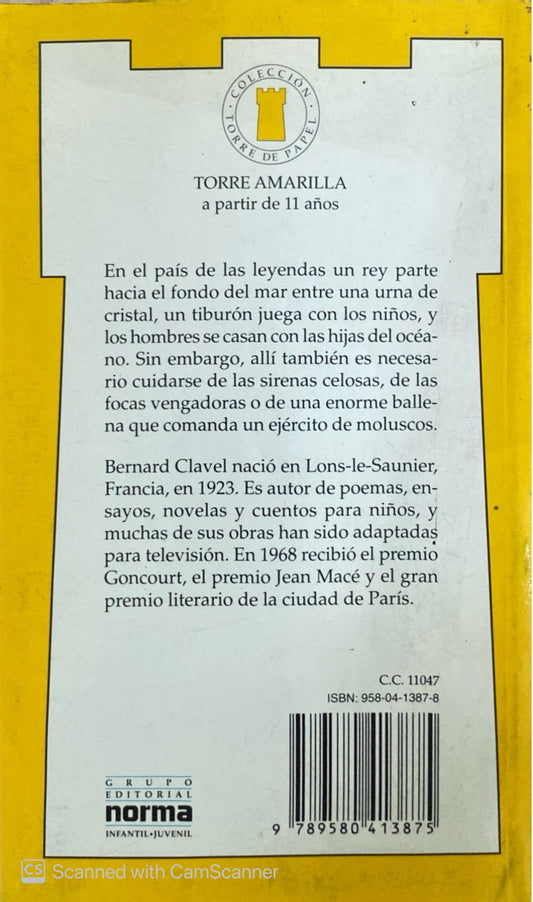 COLECCIÓN
TORRE DE PAPEL
TORRE AMARILLA
a partir de 11 años
En el país de las leyendas un rey parte
hacia el fondo del mar entre una urna de
cristal, un tiburón juega con los niños, y
los hombres se casan con las hijas del océa-
no. Sin embargo, allí también es necesa-
rio cuidarse de las sirenas celosas, de las
focas vengadoras o de una enorme balle-
na que comanda un ejército de moluscos.
Bernard Clavel nació en Lons-le-Saunier,
Francia, en 1923. Es autor de poemas, en-
sayos, novelas y cuentos para niños, y
muchas de sus obras han sido adaptadas
para televisión. En 1968 recibió el premio
Goncourt, el premio Jean Macé y el gran
premio literario de la ciudad de París.
C.C. 11047
ISBN: 958-04-1387-8
9 789580 413875
GRUPO
EDITORIAL
norma
INFANTIL•JUVENIL
CS Scanned with CamScanner